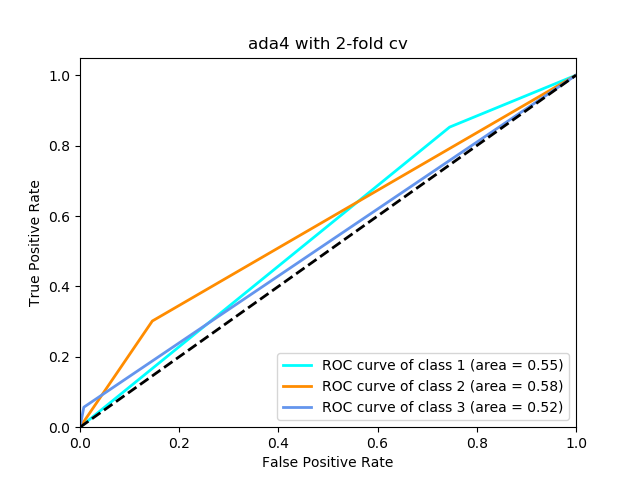 ada4 with 2-fold cv
True Positive Rate
1.0
0.8
0.6
0.4
0.2
0.0
ROC curve of class 1 (area = 0.55)
ROC curve of class 2 (area = 0.58)
ROC curve of class 3 (area = 0.52)
0.0 0.2 0.4 0.6 0.8 1.0
False Positive Rate